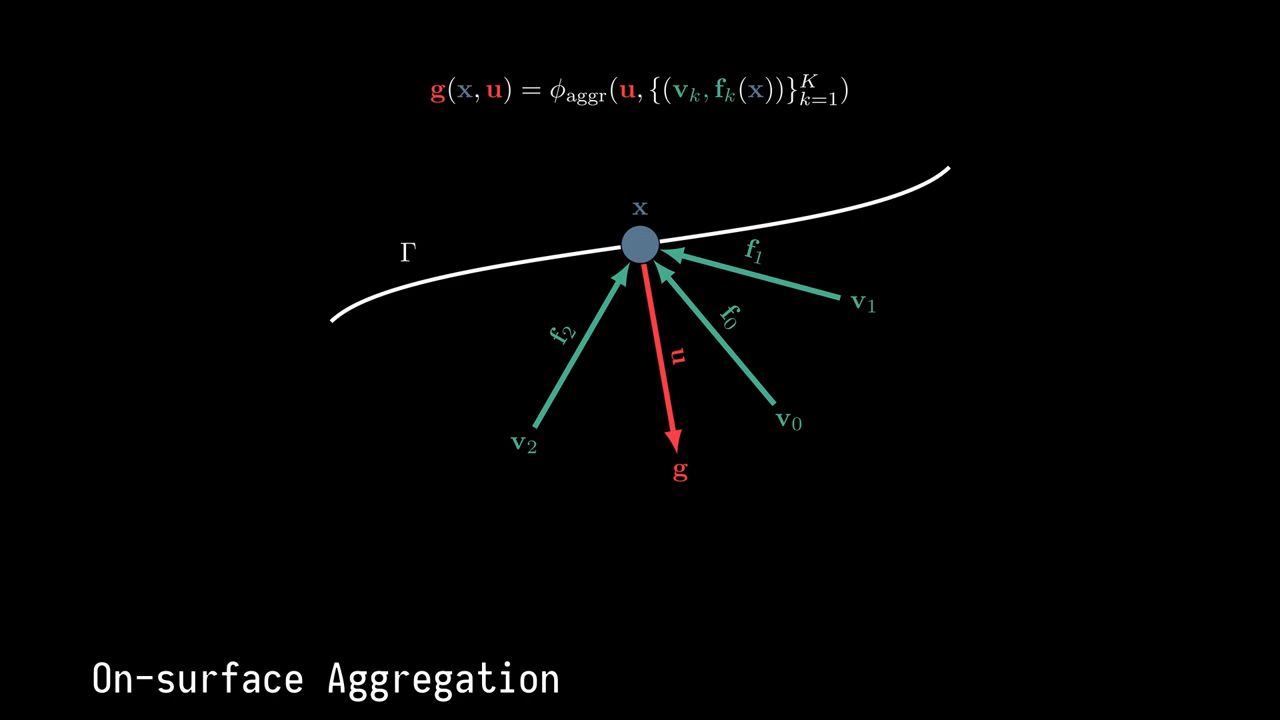 g(x, u) = ϕ_aggr(u, {(v_k, f_k(x))}_{k=1}^K)
x
Γ
f_1
v_1
f_2
f_0
u
v_0
v_2
g
On-surface Aggregation